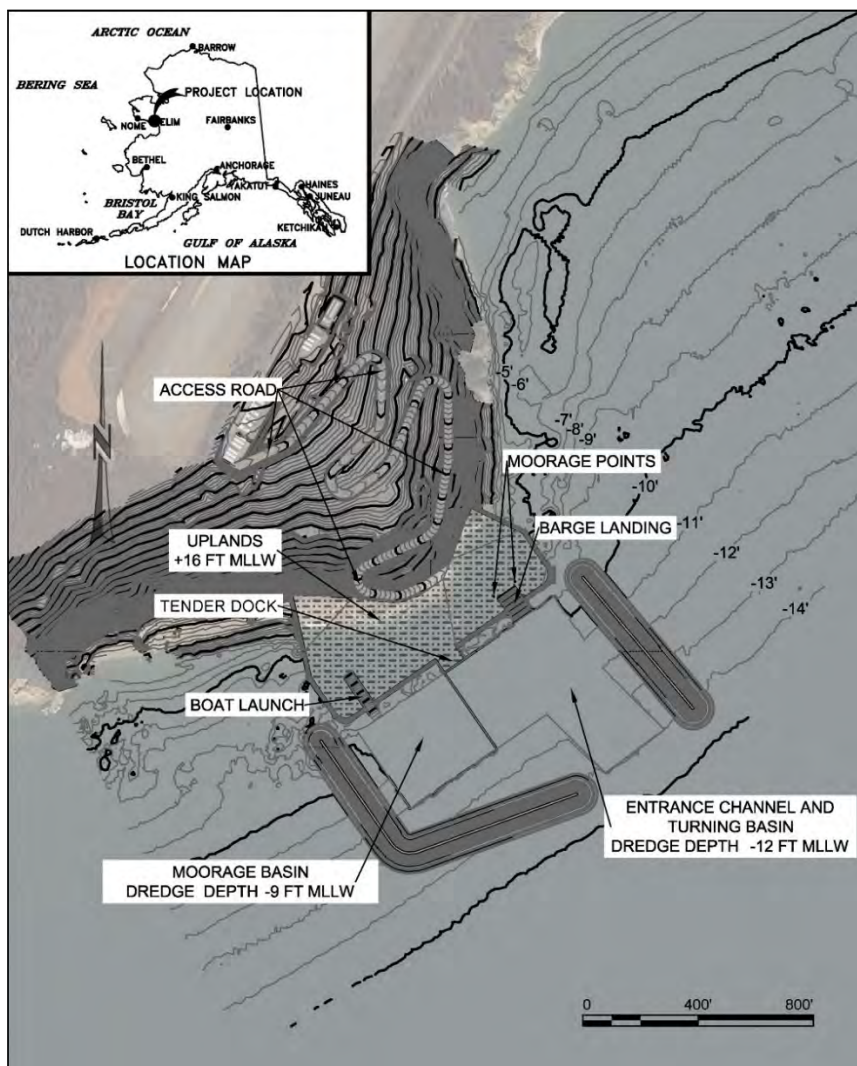 ARCTIC OCEAN
BARROW
BERING SEA
PROJECT LOCATION
NOME
ELIM
FAIRBANKS
BETHEL
ANCHORAGE
YAKATUT
HAINES
JUNEAU
BRISTOL
BAY
KING SALMON
KETCHIKAN
DUTCH HARBOR
GULF OF ALASKA
LOCATION MAP
N
ACCESS ROAD
-5'
-6'
-7'
-8'
-9'
MOORAGE POINTS
-10'
-11'
BARGE LANDING
UPLANDS
+16 FT MLLW
-12'
-13'
-14'
TENDER DOCK
BOAT LAUNCH
ENTRANCE CHANNEL AND
TURNING BASIN
DREDGE DEPTH -12 FT MLLW
MOORAGE BASIN
DREDGE DEPTH -9 FT MLLW
0 400' 800'